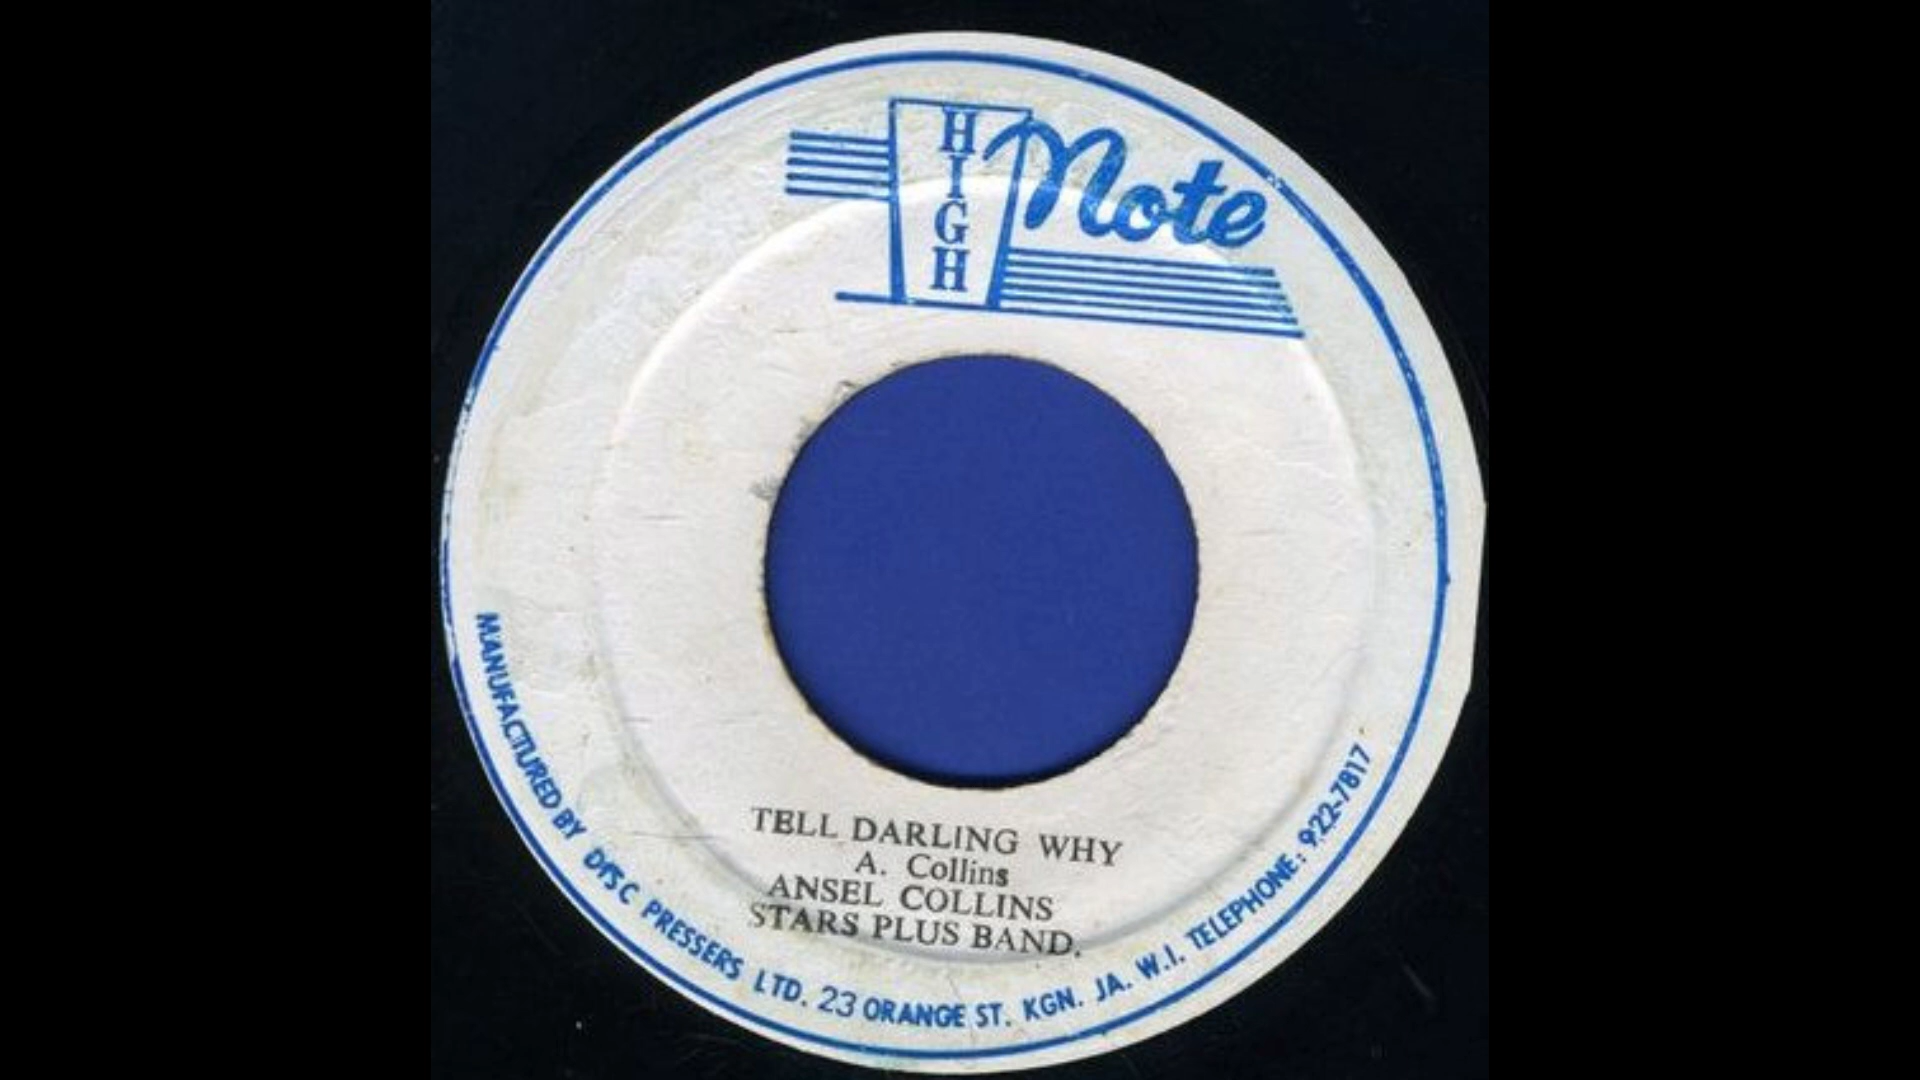 HIGH
Note
TELL DARLING WHY
A. Collins
ANSEL COLLINS
STARS PLUS BAND.
MANUFACTURED BY DISC PRESSERS LTD. 23 ORANGE ST. KGN. JA. W.I. TELEPHONE: 922-7817